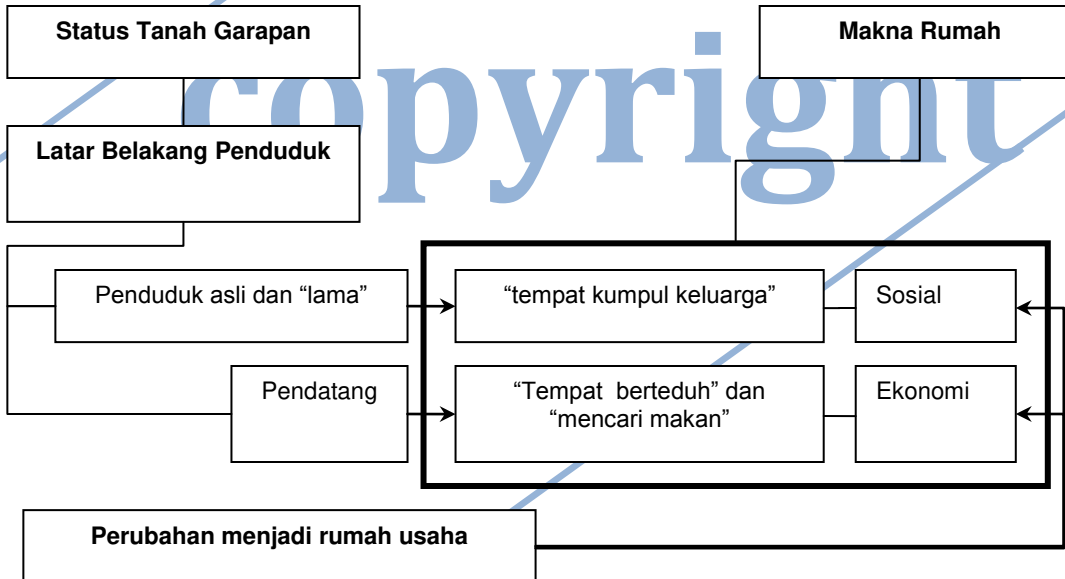 Status Tanah Garapan
Makna Rumah
copyright
Latar Belakang Penduduk
Penduduk asli dan “lama”
“tempat kumpul keluarga”
Sosial
Pendatang
“Tempat berteduh” dan
“mencari makan”
Ekonomi
Perubahan menjadi rumah usaha